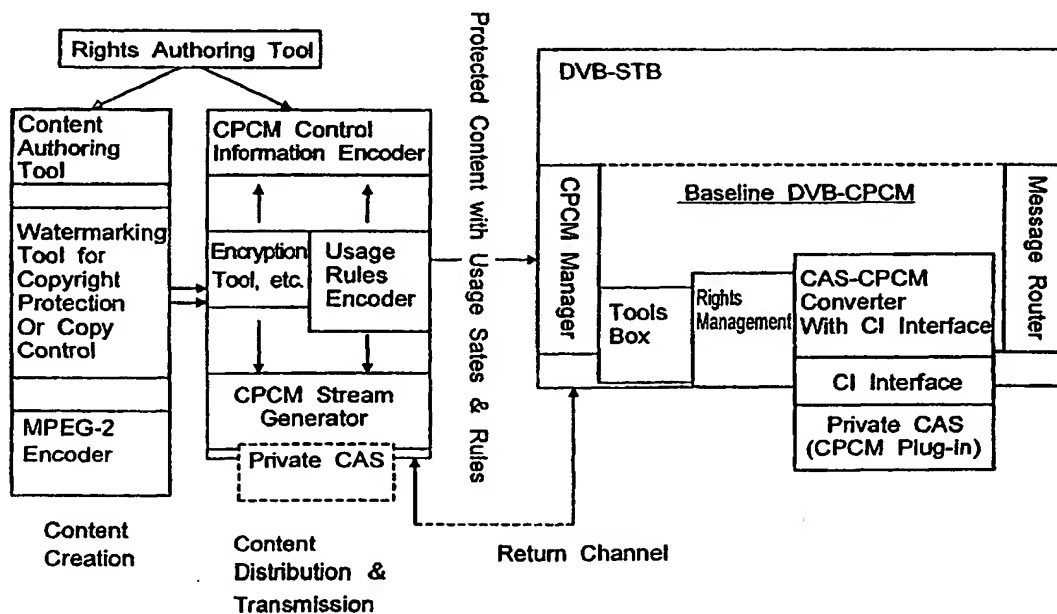 Rights Authoring Tool
Content
Authoring
Tool
Watermarking
Tool for
Copyright
Protection
Or Copy
Control
MPEG-2
Encoder
Content
Creation
CPCM Control
Information Encoder
Encryption
Tool, etc.
Usage
Rules
Encoder
CPCM Stream
Generator
Private CAS
Content
Distribution &
Transmission
Protected Content with Usage Sates & Rules
Return Channel
DVB-STB
CPCM Manager
Baseline DVB-CPCM
Tools
Box
Rights
Management
CAS-CPCM
Converter
With CI Interface
CI Interface
Private CAS
(CPCM Plug-in)
Message Router